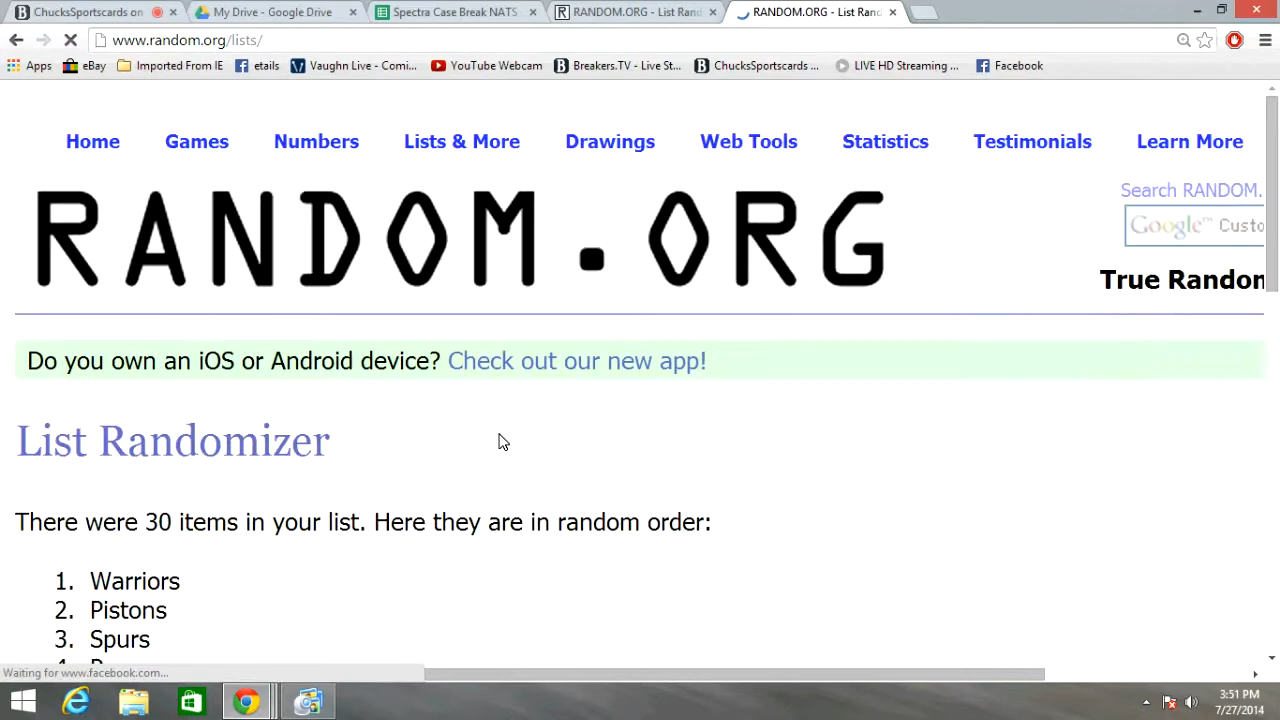 ChucksSportscards on
My Drive - Google Drive
Spectra Case Break NATS
RANDOM.ORG - List Rand
RANDOM.ORG - List Ran
www.random.org/lists/
Apps eBay Imported From IE etails Vaughn Live - Comi... YouTube Webcam Breakers.TV - Live St... ChucksSportscards ... LIVE HD Streaming ... Facebook
Home Games Numbers Lists & More Drawings Web Tools Statistics Testimonials Learn More
RANDOM.ORG
Search RANDOM.
Google™ Custo
True Random
Do you own an iOS or Android device? Check out our new app!
List Randomizer
There were 30 items in your list. Here they are in random order:
1. Warriors
2. Pistons
3. Spurs
Waiting for www.facebook.com...
3:51 PM
7/27/2014